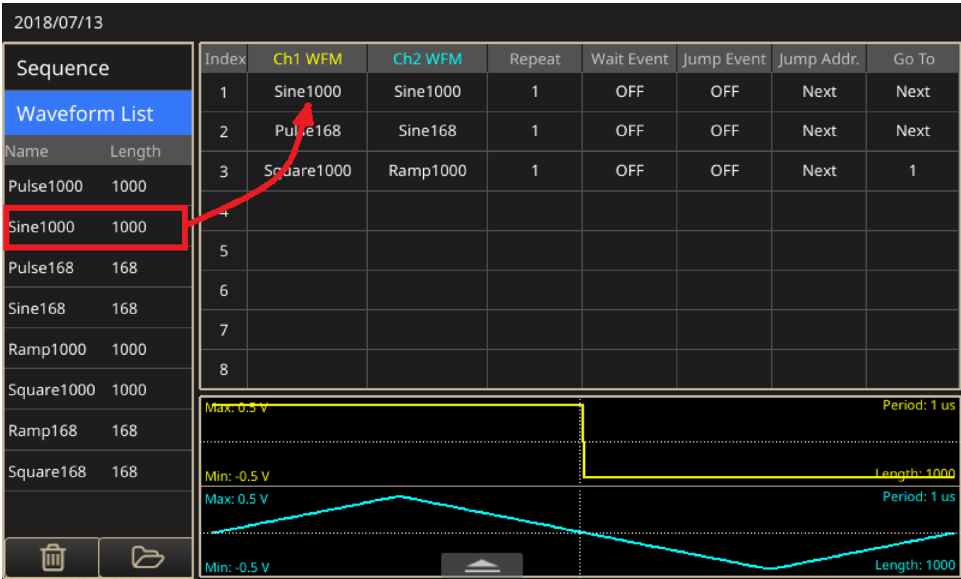 2018/07/13
Sequence
Waveform List
Name Length
Pulse1000 1000
Sine1000 1000
Pulse168 168
Sine168 168
Ramp1000 1000
Square1000 1000
Ramp168 168
Square168 168
Index Ch1 WFM Ch2 WFM Repeat Wait Event Jump Event Jump Addr. Go To
1 Sine1000 Sine1000 1 OFF OFF Next Next
2 Pulse168 Sine168 1 OFF OFF Next Next
3 Square1000 Ramp1000 1 OFF OFF Next 1
4
5
6
7
8
Max: 0.5 V Period: 1 us
Min: -0.5 V Length: 1000
Max: 0.5 V Period: 1 us
Min: -0.5 V Length: 1000